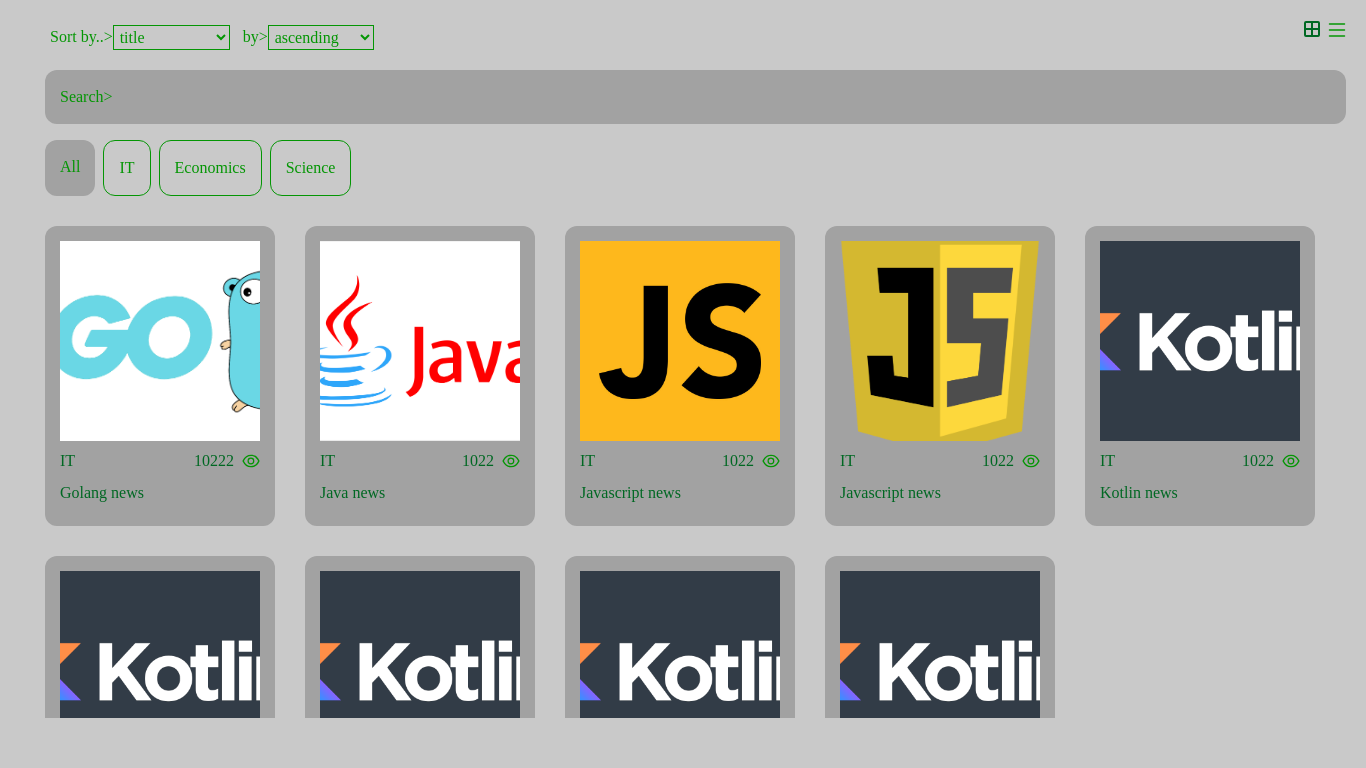 Sort by..> title by> ascending
Search>
All IT Economics Science
GO Java JS JS Kotlin
IT 10222 IT 1022 IT 1022 IT 1022 IT 1022
Golang news Java news Javascript news Javascript news Kotlin news
Kotlin Kotlin Kotlin Kotlin